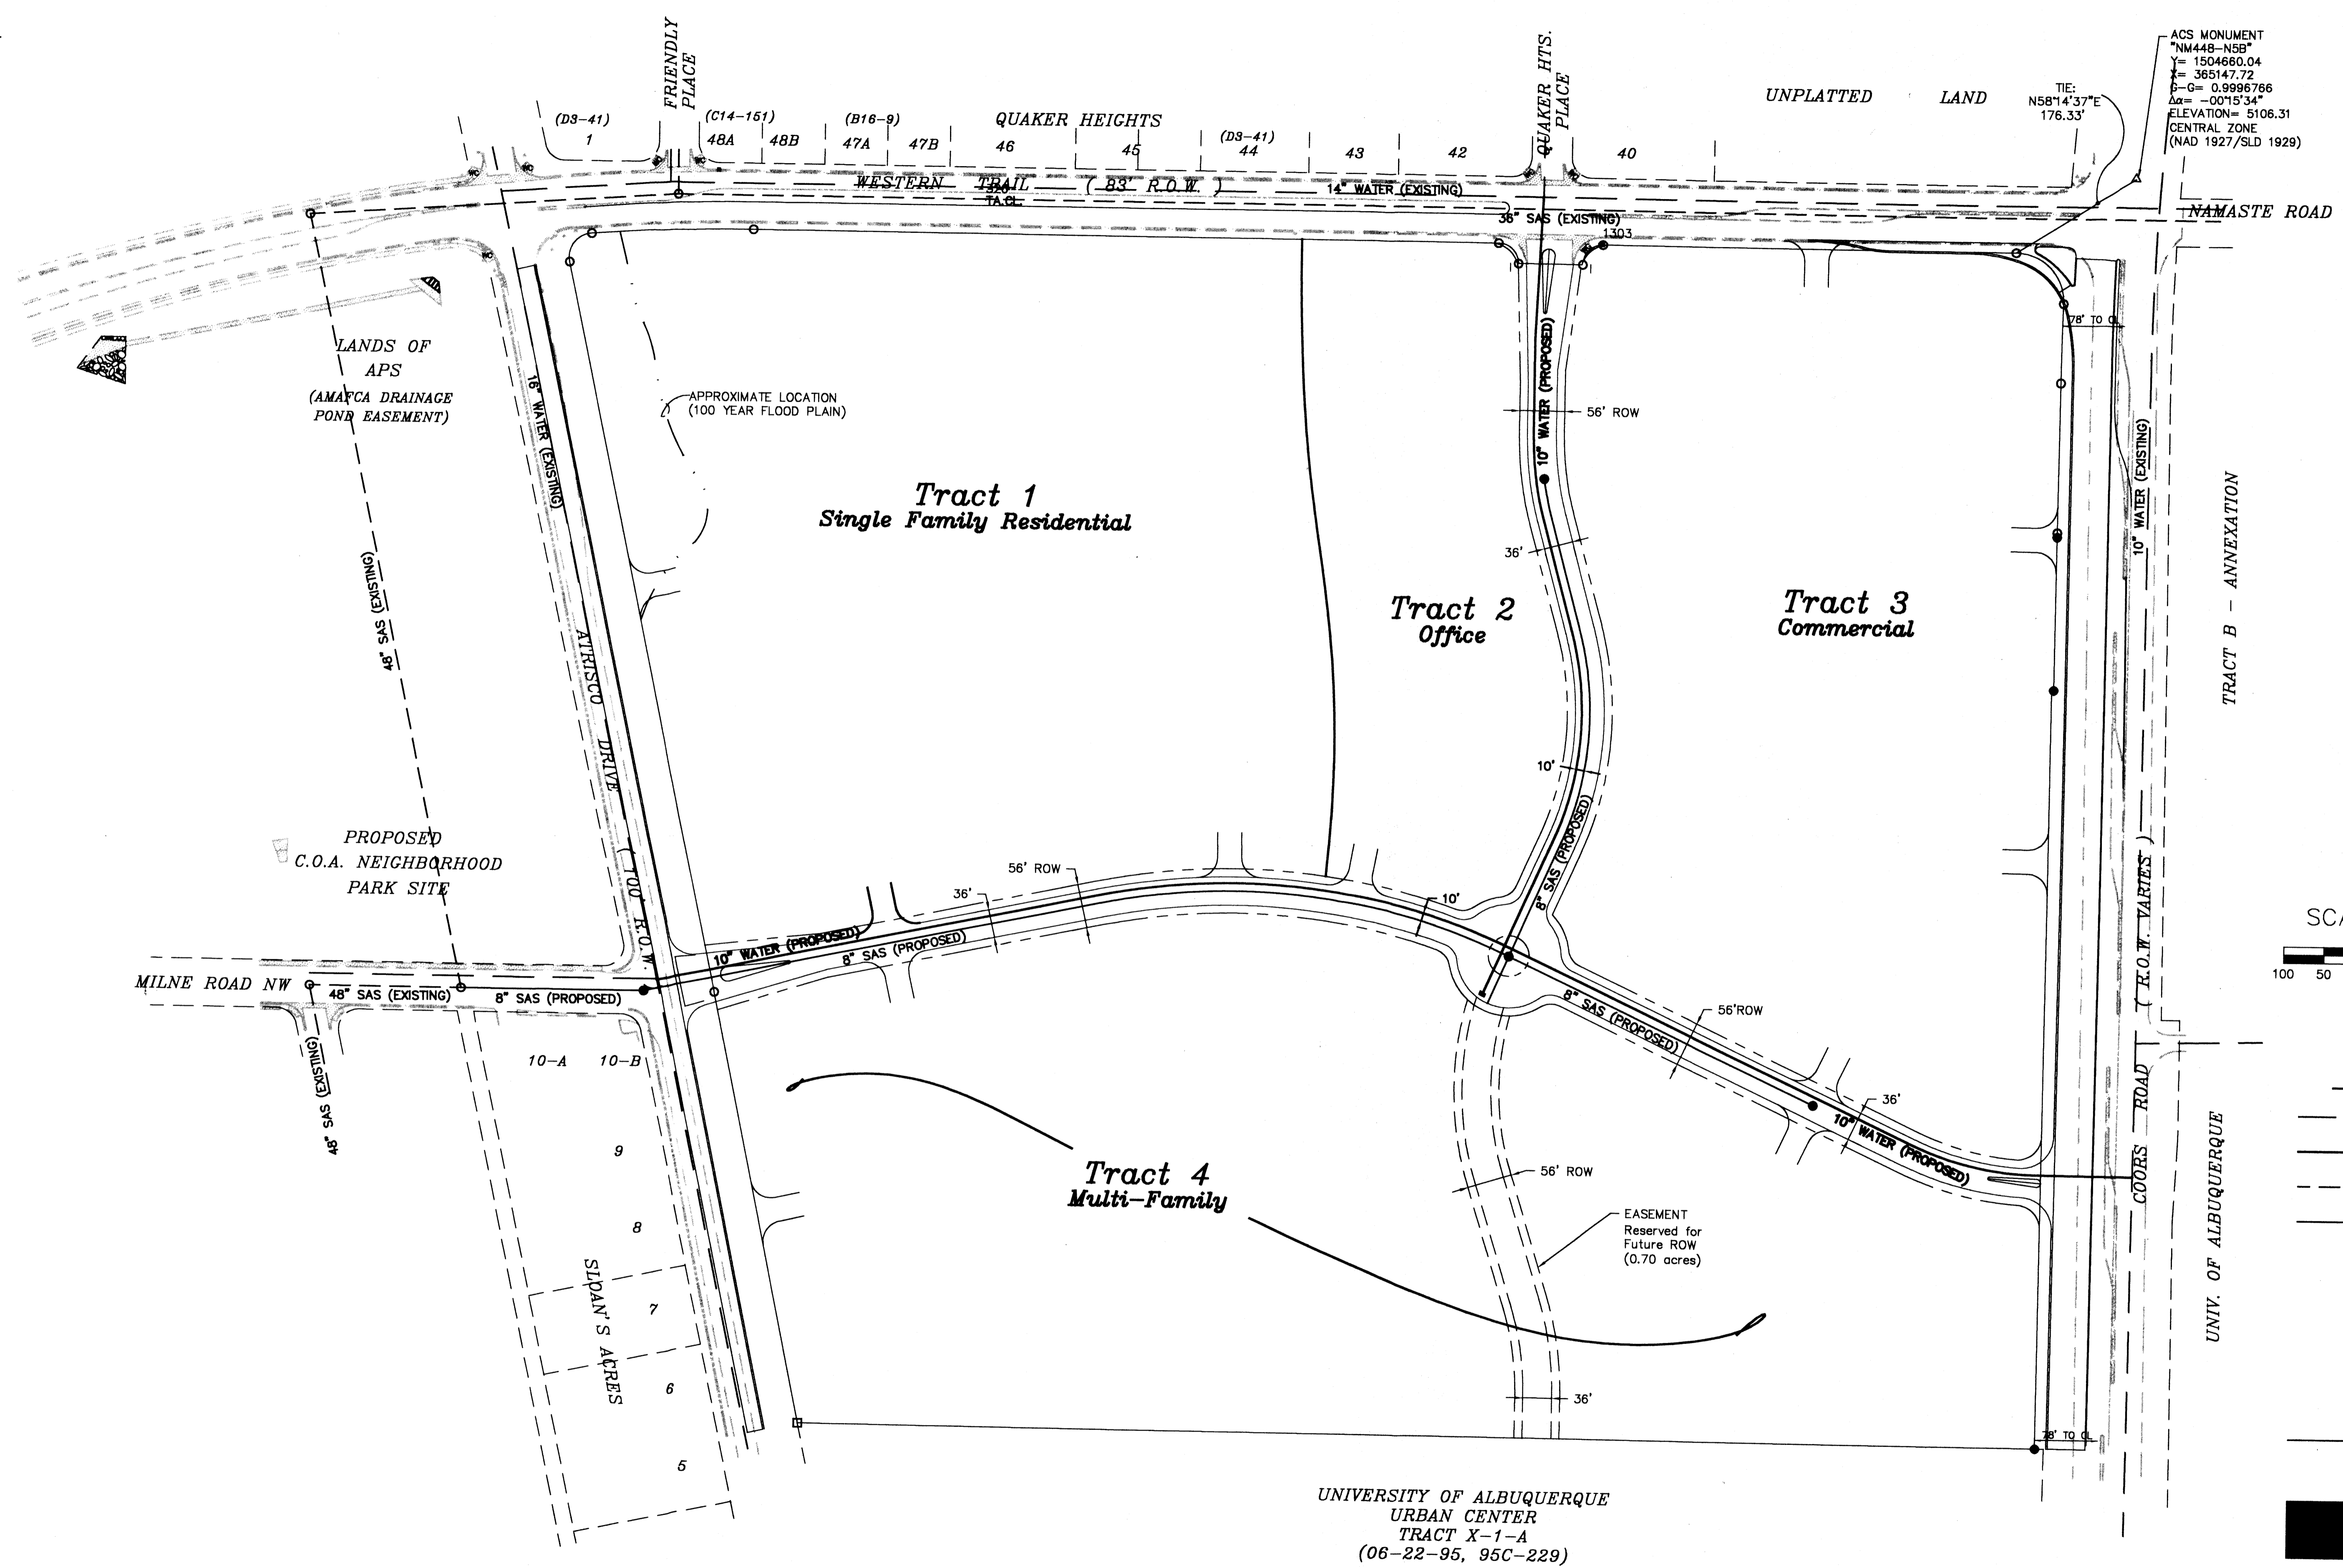 FRIENDLY
PLACE
QUAKER HTS.
PLACE
ACS MONUMENT
"NM448-N5B"
Y= 1504660.04
X= 365147.72
G-G= 0.9996766
Δα= -00°15'34"
ELEVATION= 5106.31
CENTRAL ZONE
(NAD 1927/SLD 1929)
TIE:
N58°14'37"E
176.33'
UNPLATTED LAND
(D3-41)
1
(C14-151)
48A
48B
(B16-9)
47A
47B
QUAKER HEIGHTS
46
45
(D3-41)
44
43
42
40
WESTERN TRAIL ( 83' R.O.W. )
14" WATER (EXISTING)
36" SAS (EXISTING)
1303
NAMASTE ROAD
78' TO CL
LANDS OF
APS
(AMAFCA DRAINAGE
POND EASEMENT)
16" WATER (EXISTING)
APPROXIMATE LOCATION
(100 YEAR FLOOD PLAIN)
10" WATER (PROPOSED)
56' ROW
10" WATER (EXISTING)
TRACT B - ANNEXATION
Tract 1
Single Family Residential
36'
48" SAS (EXISTING)
Tract 2
Office
Tract 3
Commercial
ATRISCO DRIVE
100' R.O.W
10'
8" SAS (PROPOSED)
PROPOSED
C.O.A. NEIGHBORHOOD
PARK SITE
56' ROW
36'
10'
COORS ROAD ( R.O.W. VARIES )
SCA
100 50
10" WATER (PROPOSED)
8" SAS (PROPOSED)
MILNE ROAD NW
48" SAS (EXISTING)
8" SAS (PROPOSED)
48" SAS (EXISTING)
8" SAS (PROPOSED)
56'ROW
10-A
10-B
36'
10" WATER (PROPOSED)
9
Tract 4
Multi-Family
56' ROW
EASEMENT
Reserved for
Future ROW
(0.70 acres)
UNIV. OF ALBUQUERQUE
8
SLOAN'S ACRES
7
6
36'
78' TO CL
5
UNIVERSITY OF ALBUQUERQUE
URBAN CENTER
TRACT X-1-A
(06-22-95, 95C-229)